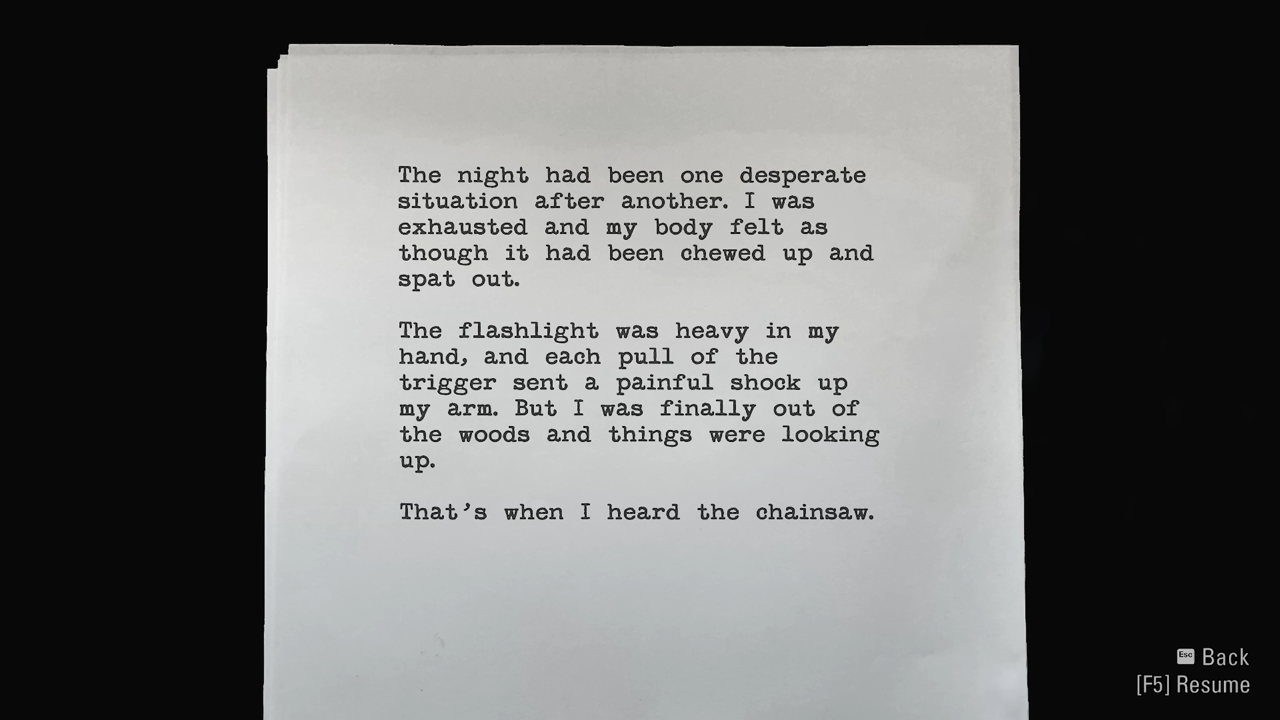 The night had been one desperate
situation after another. I was
exhausted and my body felt as
though it had been chewed up and
spat out.
The flashlight was heavy in my
hand, and each pull of the
trigger sent a painful shock up
my arm. But I was finally out of
the woods and things were looking
up.
That's when I heard the chainsaw.
Esc Back
[F5] Resume